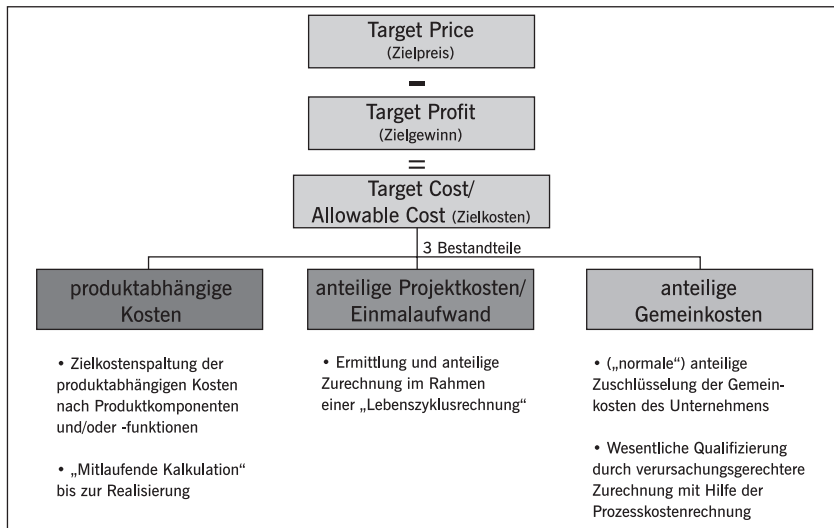 Target Price
(Zielpreis)
-
Target Profit
(Zielgewinn)
=
Target Cost/
Allowable Cost (Zielkosten)
3 Bestandteile
produktabhängige
Kosten
anteilige Projektkosten/
Einmalaufwand
anteilige
Gemeinkosten
• Zielkostenspaltung der
produktabhängigen Kosten
nach Produktkomponenten
und/oder -funktionen
• „Mitlaufende Kalkulation“
bis zur Realisierung
• Ermittlung und anteilige
Zurechnung im Rahmen
einer „Lebenszyklusrechnung“
• („normale“) anteilige
Zuschlüsselung der Gemein-
kosten des Unternehmens
• Wesentliche Qualifizierung
durch verursachungsgerechtere
Zurechnung mit Hilfe der
Prozesskostenrechnung